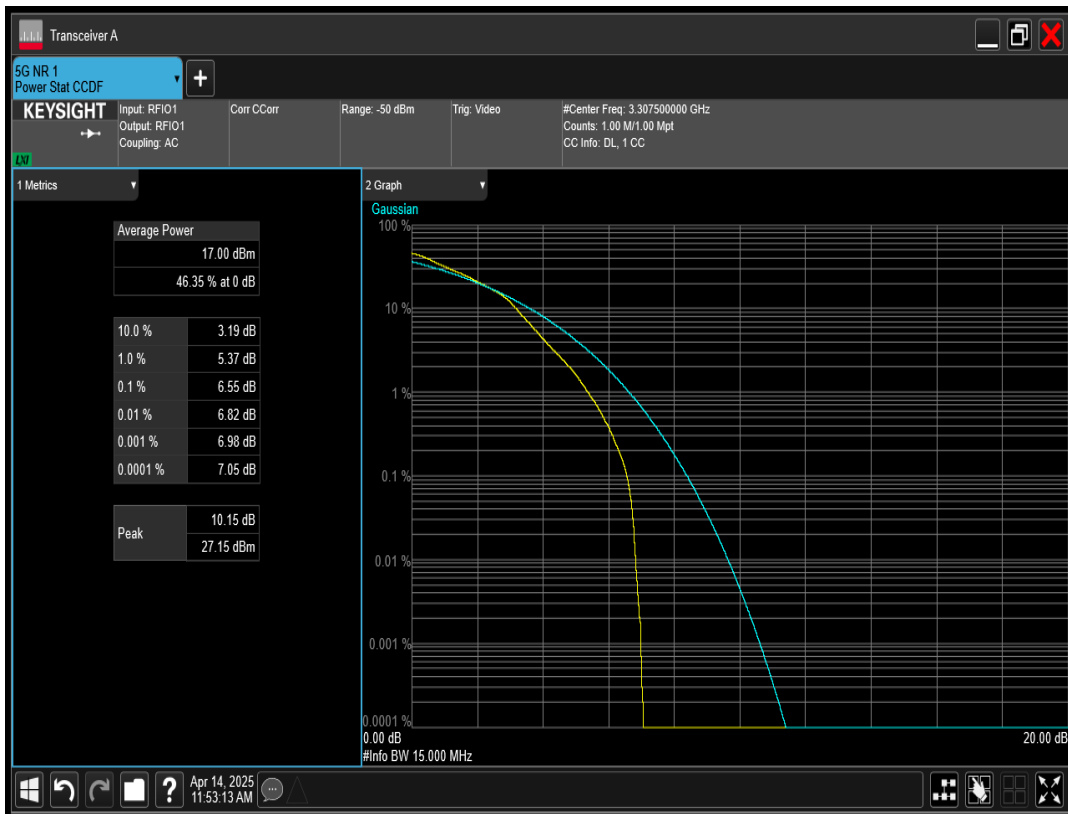 Transceiver A
5G NR 1
Power Stat CCDF
+
KEYSIGHT
LXI
Input: RFIO1
Output: RFIO1
Coupling: AC
Corr CCorr
Range: -50 dBm
Trig: Video
#Center Freq: 3.307500000 GHz
Counts: 1.00 M/1.00 Mpt
CC Info: DL, 1 CC
1 Metrics
Average Power
17.00 dBm
46.35 % at 0 dB
10.0 % 3.19 dB
1.0 % 5.37 dB
0.1 % 6.55 dB
0.01 % 6.82 dB
0.001 % 6.98 dB
0.0001 % 7.05 dB
Peak
10.15 dB
27.15 dBm
2 Graph
Gaussian
100 %
10 %
1 %
0.1 %
0.01 %
0.001 %
0.0001 %
0.00 dB 20.00 dB
#Info BW 15.000 MHz
?
Apr 14, 2025
11:53:13 AM